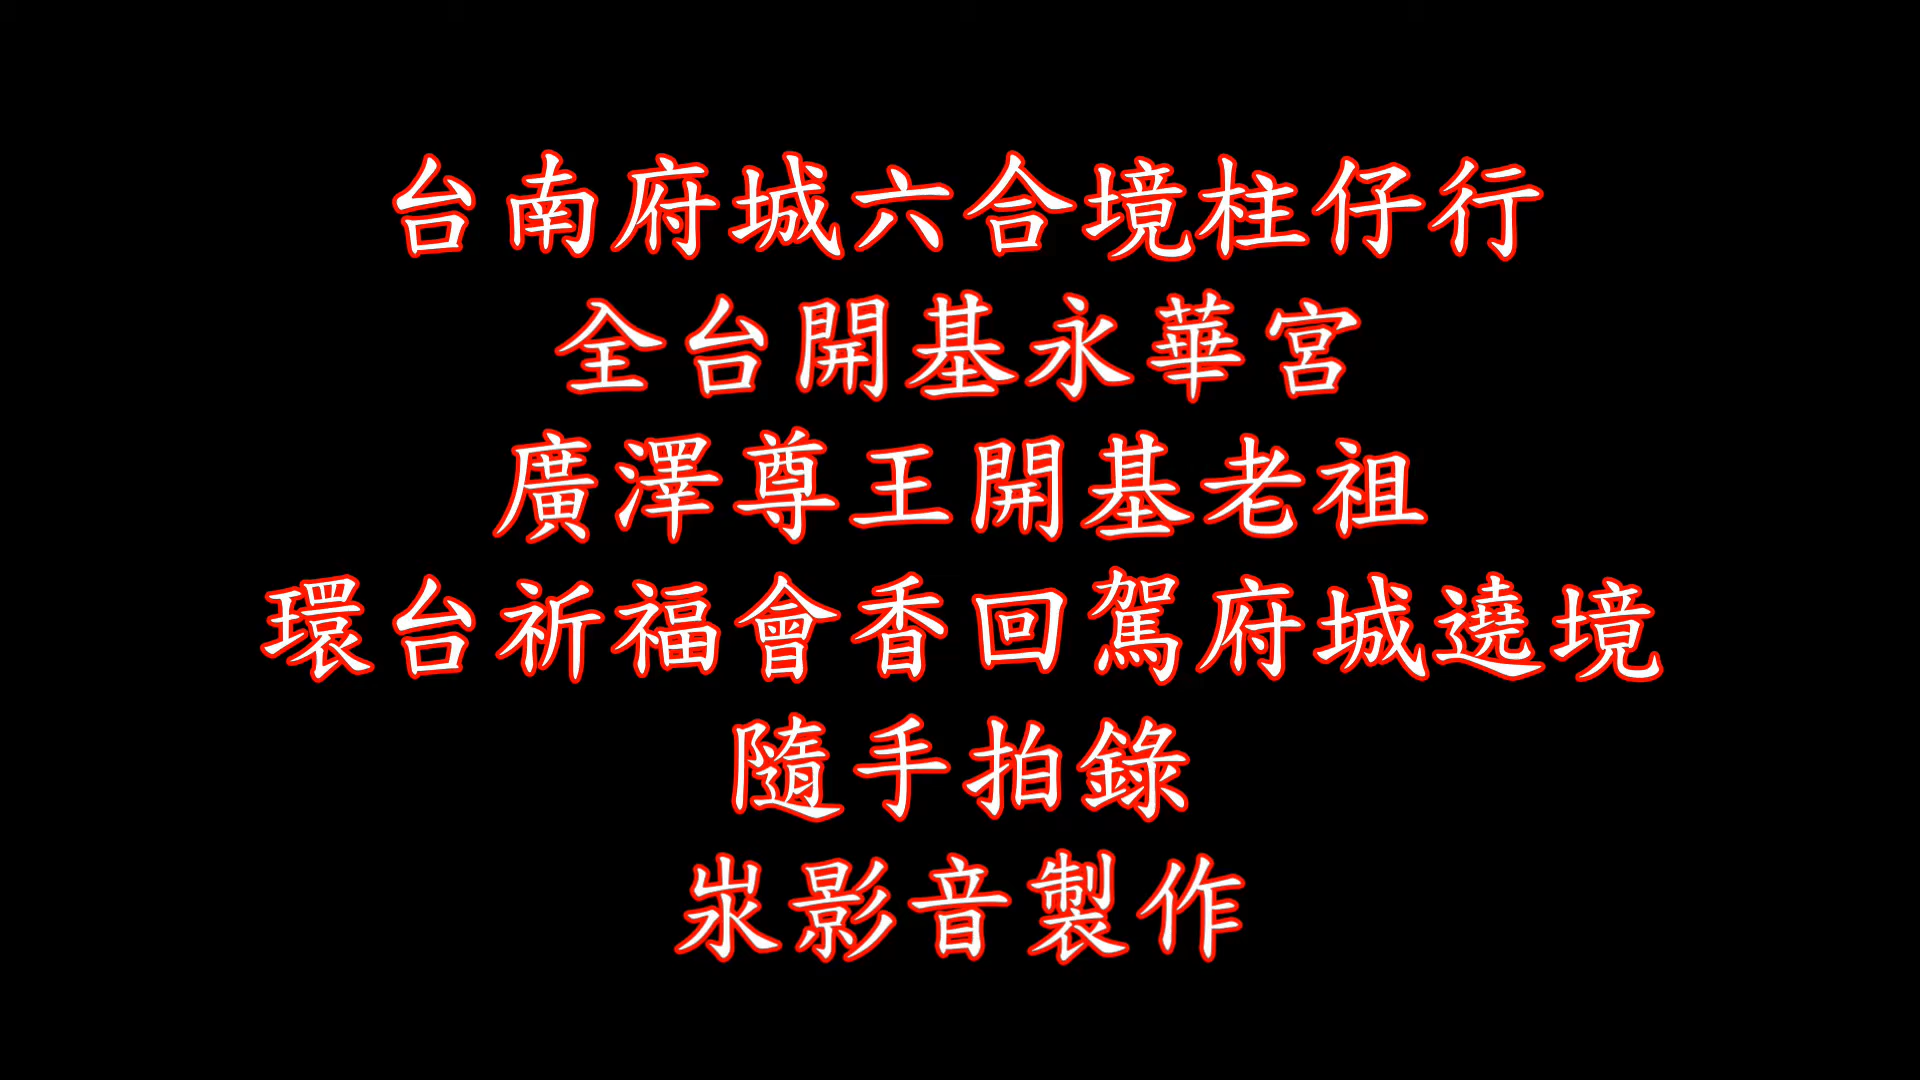 台南府城六合境柱仔行
全台開基永華宮
廣澤尊王開基老祖
環台祈福會香回駕府城遶境
隨手拍錄
汖影音製作